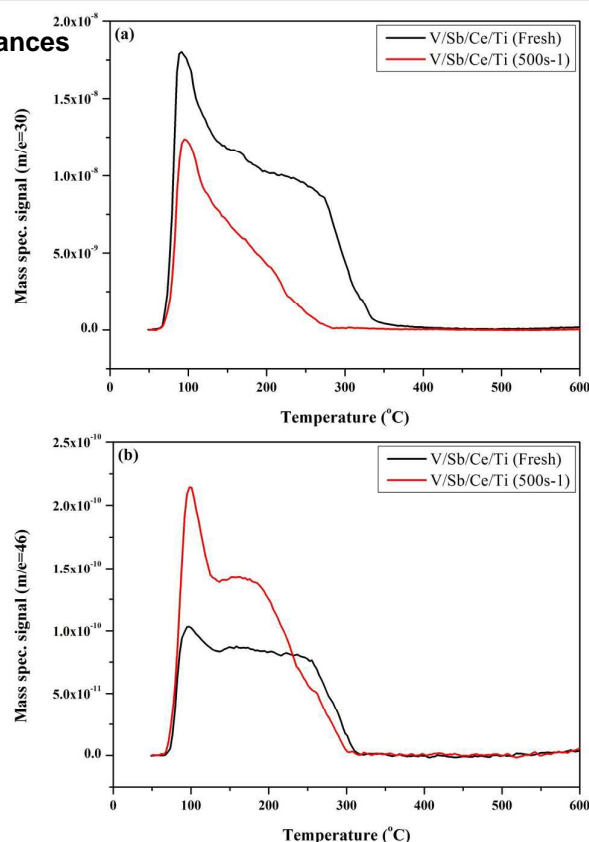 ances
(a)
V/Sb/Ce/Ti (Fresh)
V/Sb/Ce/Ti (500s-1)
Mass spec. signal (m/e=30)
2.0x10⁻⁸
1.5x10⁻⁸
1.0x10⁻⁸
5.0x10⁻⁹
0.0
0 100 200 300 400 500 600
Temperature (°C)
(b)
V/Sb/Ce/Ti (Fresh)
V/Sb/Ce/Ti (500s-1)
Mass spec. signal (m/e=46)
2.5x10⁻¹⁰
2.0x10⁻¹⁰
1.5x10⁻¹⁰
1.0x10⁻¹⁰
5.0x10⁻¹¹
0.0
0 100 200 300 400 500 600
Temperature (°C)